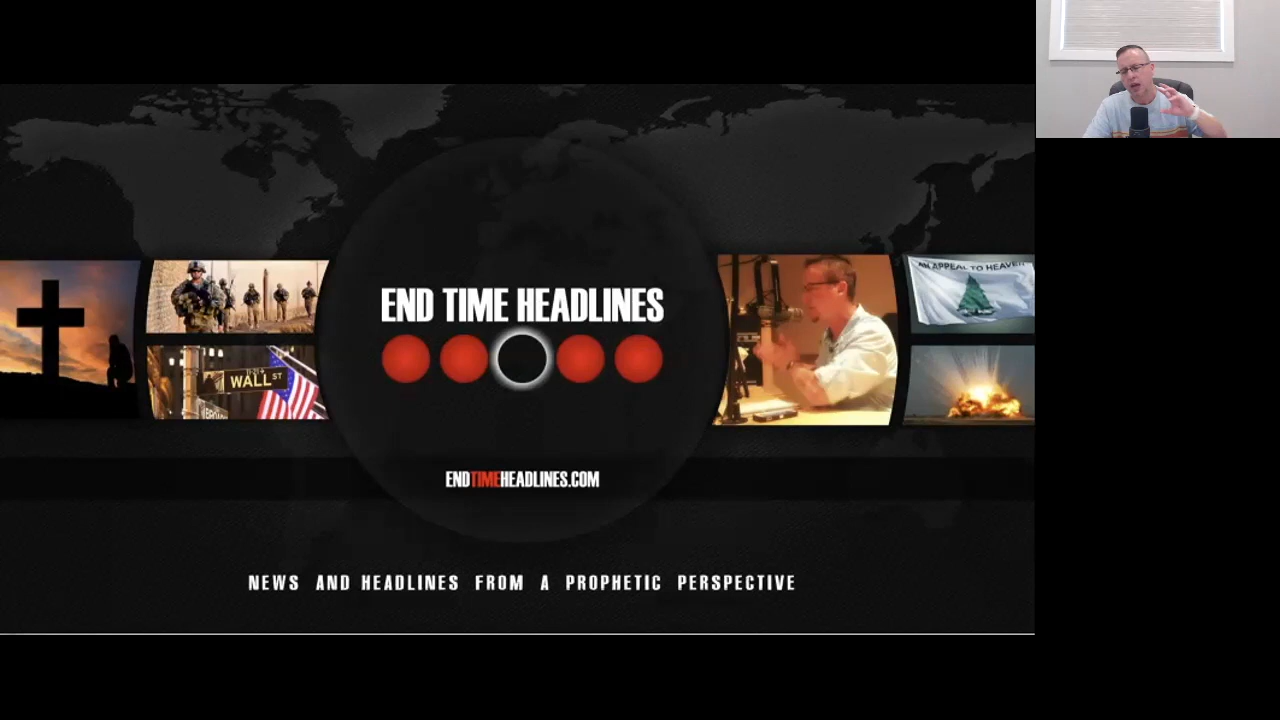 END TIME HEADLINES
WALL ST
AN APPEAL TO HEAVEN
ENDTIMEHEADLINES.COM
NEWS AND HEADLINES FROM A PROPHETIC PERSPECTIVE